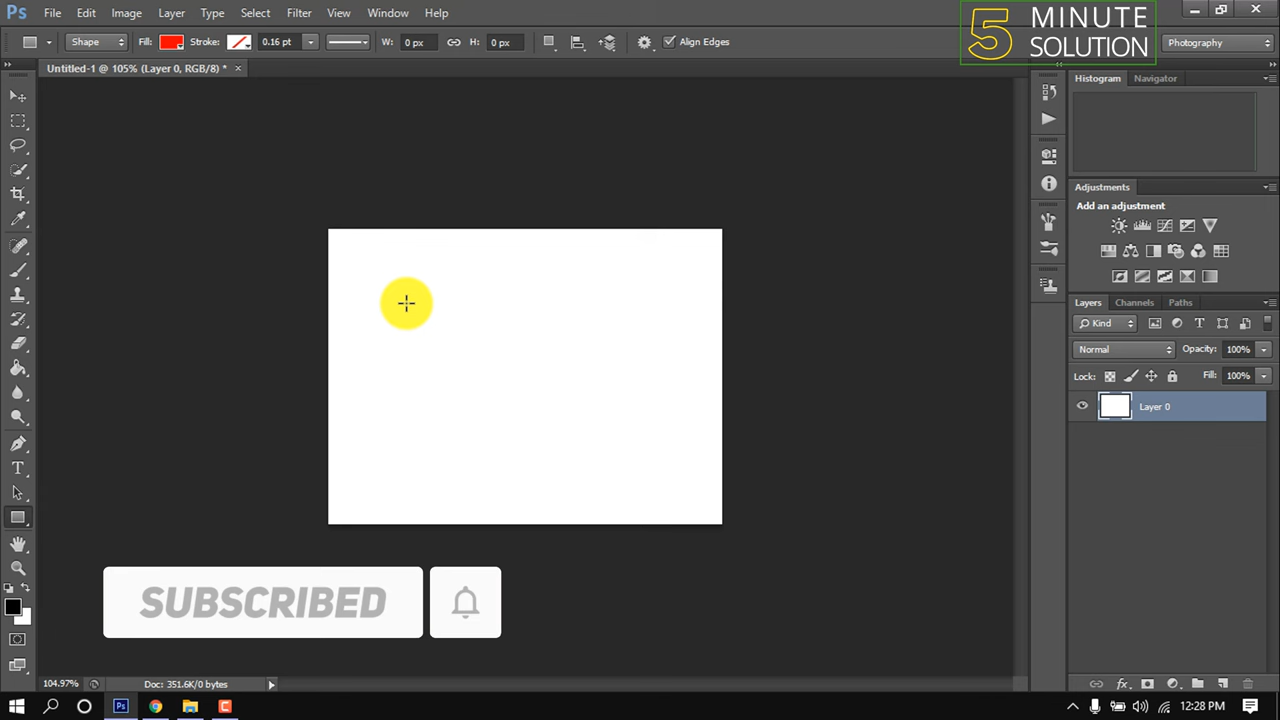 Ps File Edit Image Layer Type Select Filter View Window Help
5 MINUTE SOLUTION
Shape Fill: Stroke: 0.16 pt W: 0 px H: 0 px Align Edges Photography
Untitled-1 @ 105% (Layer 0, RGB/8) * ×
Histogram Navigator
Adjustments
Add an adjustment
Layers Channels Paths
Kind
Normal Opacity: 100%
Lock: Fill: 100%
Layer 0
SUBSCRIBED
104.97% Doc: 351.6K/0 bytes
fx
Ps 12:28 PM